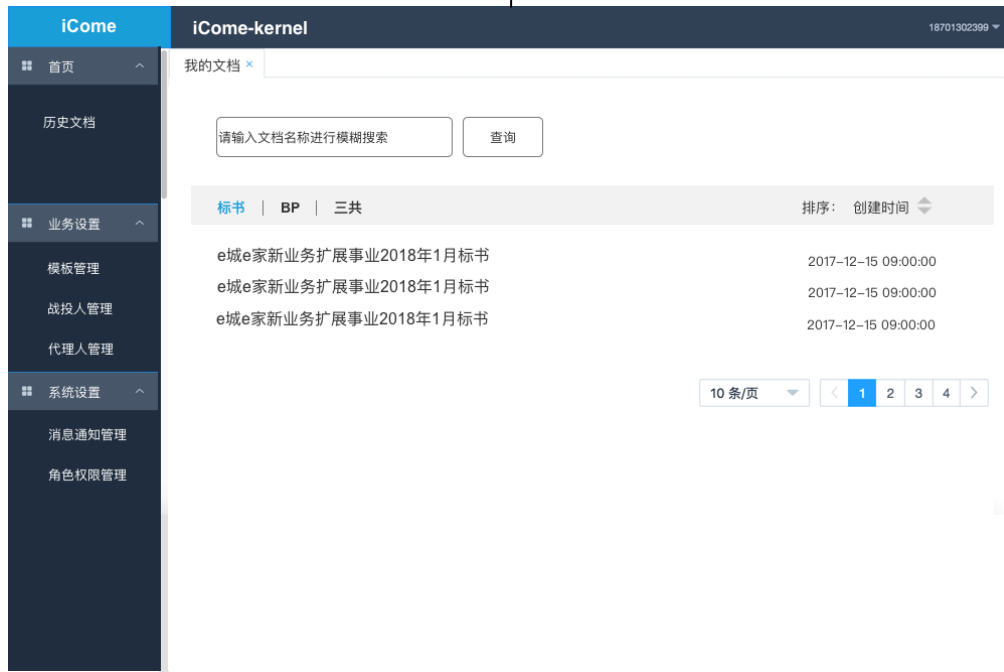 iCome
iCome-kernel
18701302399
首页
我的文档 ×
历史文档
请输入文档名称进行模糊搜索
查询
标书 | BP | 三共
排序： 创建时间
业务设置
模板管理
战投人管理
代理人管理
e城e家新业务扩展事业2018年1月标书
2017-12-15 09:00:00
e城e家新业务扩展事业2018年1月标书
2017-12-15 09:00:00
e城e家新业务扩展事业2018年1月标书
2017-12-15 09:00:00
系统设置
消息通知管理
角色权限管理
10 条/页
< 1 2 3 4 >